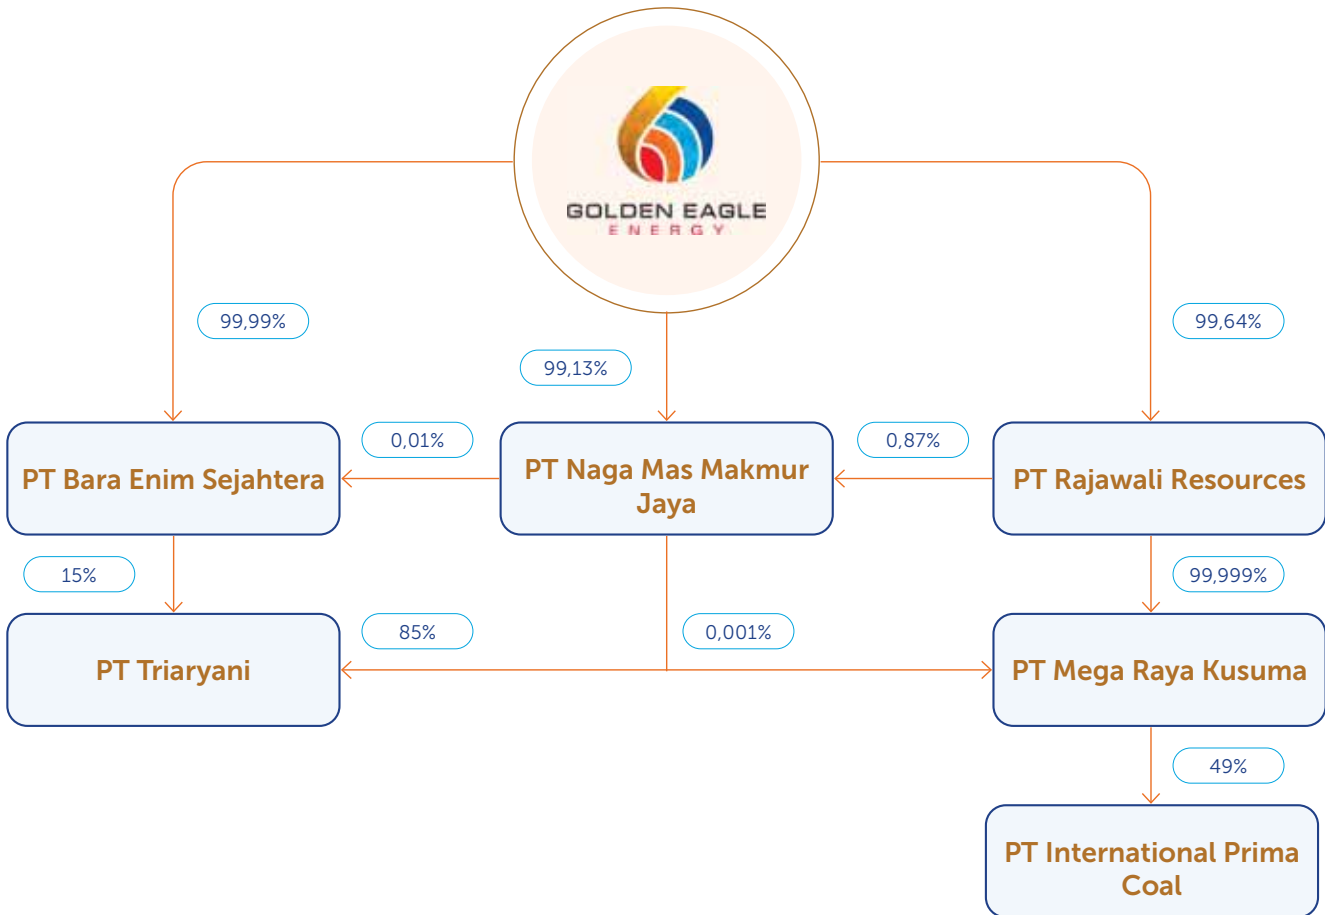 GOLDEN EAGLE
ENERGY
99,99%
99,13%
99,64%
PT Bara Enim Sejahtera
0,01%
PT Naga Mas Makmur
Jaya
0,87%
PT Rajawali Resources
15%
99,999%
PT Triaryani
85%
0,001%
PT Mega Raya Kusuma
49%
PT International Prima
Coal